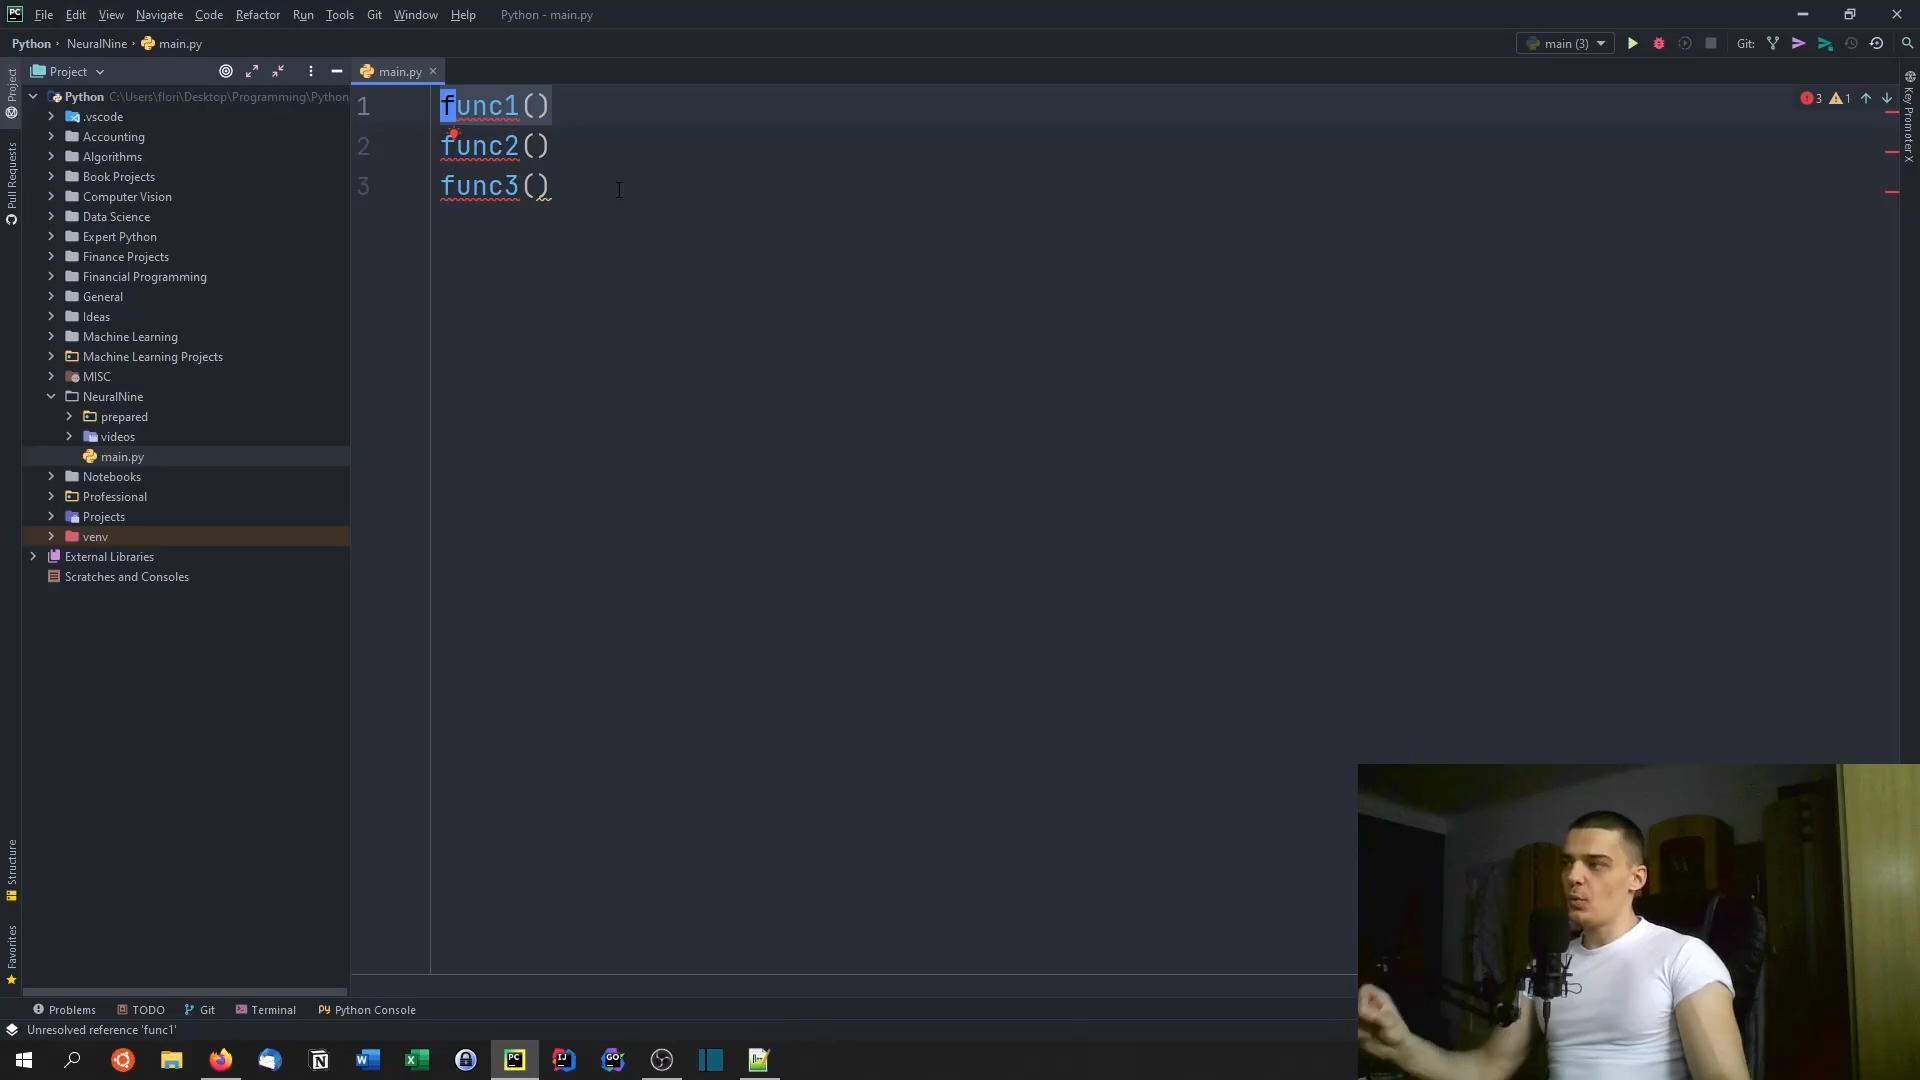 PC File Edit View Navigate Code Refactor Run Tools Git Window Help Python - main.py
Python NeuralNine main.py main (3) Git:
Project main.py
Project
Pull Requests
Structure
Favorites
Key Promoter X
Python C:\Users\flori\Desktop\Programming\Python
.vscode
Accounting
Algorithms
Book Projects
Computer Vision
Data Science
Expert Python
Finance Projects
Financial Programming
General
Ideas
Machine Learning
Machine Learning Projects
MISC
NeuralNine
prepared
videos
main.py
Notebooks
Professional
Projects
venv
External Libraries
Scratches and Consoles
1 func1()
2 func2()
3 func3()
3 1
Problems TODO Git Terminal Python Console
Unresolved reference 'func1'